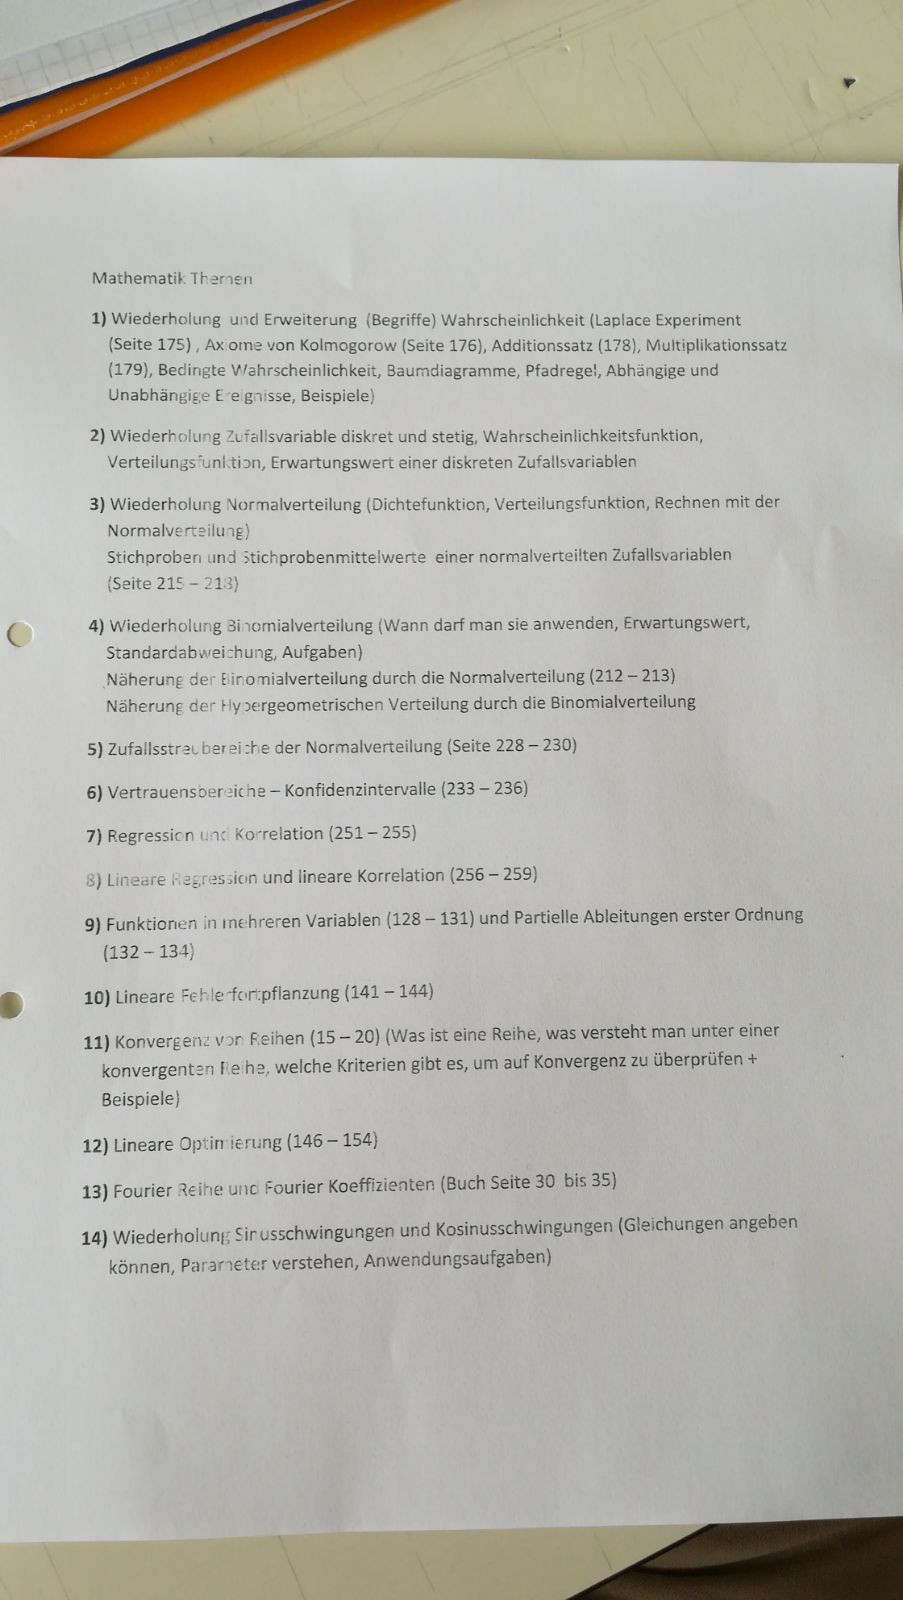 Mathematik Themen
1) Wiederholung und Erweiterung (Begriffe) Wahrscheinlichkeit (Laplace Experiment
(Seite 175) , Axiome von Kolmogorow (Seite 176), Additionssatz (178), Multiplikationssatz
(179), Bedingte Wahrscheinlichkeit, Baumdiagramme, Pfadregel, Abhängige und
Unabhängige Ereignisse, Beispiele)
2) Wiederholung Zufallsvariable diskret und stetig, Wahrscheinlichkeitsfunktion,
Verteilungsfunktion, Erwartungswert einer diskreten Zufallsvariablen
3) Wiederholung Normalverteilung (Dichtefunktion, Verteilungsfunktion, Rechnen mit der
Normalverteilung)
Stichproben und Stichprobenmittelwerte einer normalverteilten Zufallsvariablen
(Seite 215 – 218)
4) Wiederholung Binomialverteilung (Wann darf man sie anwenden, Erwartungswert,
Standardabweichung, Aufgaben)
Näherung der Binomialverteilung durch die Normalverteilung (212 – 213)
Näherung der Hypergeometrischen Verteilung durch die Binomialverteilung
5) Zufallsstreubereiche der Normalverteilung (Seite 228 – 230)
6) Vertrauensbereiche – Konfidenzintervalle (233 – 236)
7) Regression und Korrelation (251 – 255)
8) Lineare Regression und lineare Korrelation (256 – 259)
9) Funktionen in mehreren Variablen (128 – 131) und Partielle Ableitungen erster Ordnung
(132 – 134)
10) Lineare Fehlerfortpflanzung (141 – 144)
11) Konvergenz von Reihen (15 – 20) (Was ist eine Reihe, was versteht man unter einer
konvergenten Reihe, welche Kriterien gibt es, um auf Konvergenz zu überprüfen +
Beispiele)
12) Lineare Optimierung (146 – 154)
13) Fourier Reihe und Fourier Koeffizienten (Buch Seite 30 bis 35)
14) Wiederholung Sinusschwingungen und Kosinusschwingungen (Gleichungen angeben
können, Parameter verstehen, Anwendungsaufgaben)